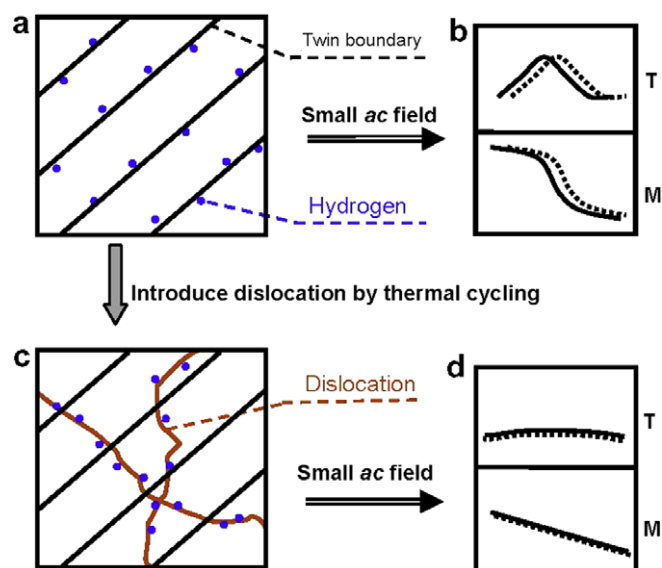 a
Twin boundary
b
T
Small ac field
M
Hydrogen
Introduce dislocation by thermal cycling
c
Dislocation
d
T
Small ac field
M